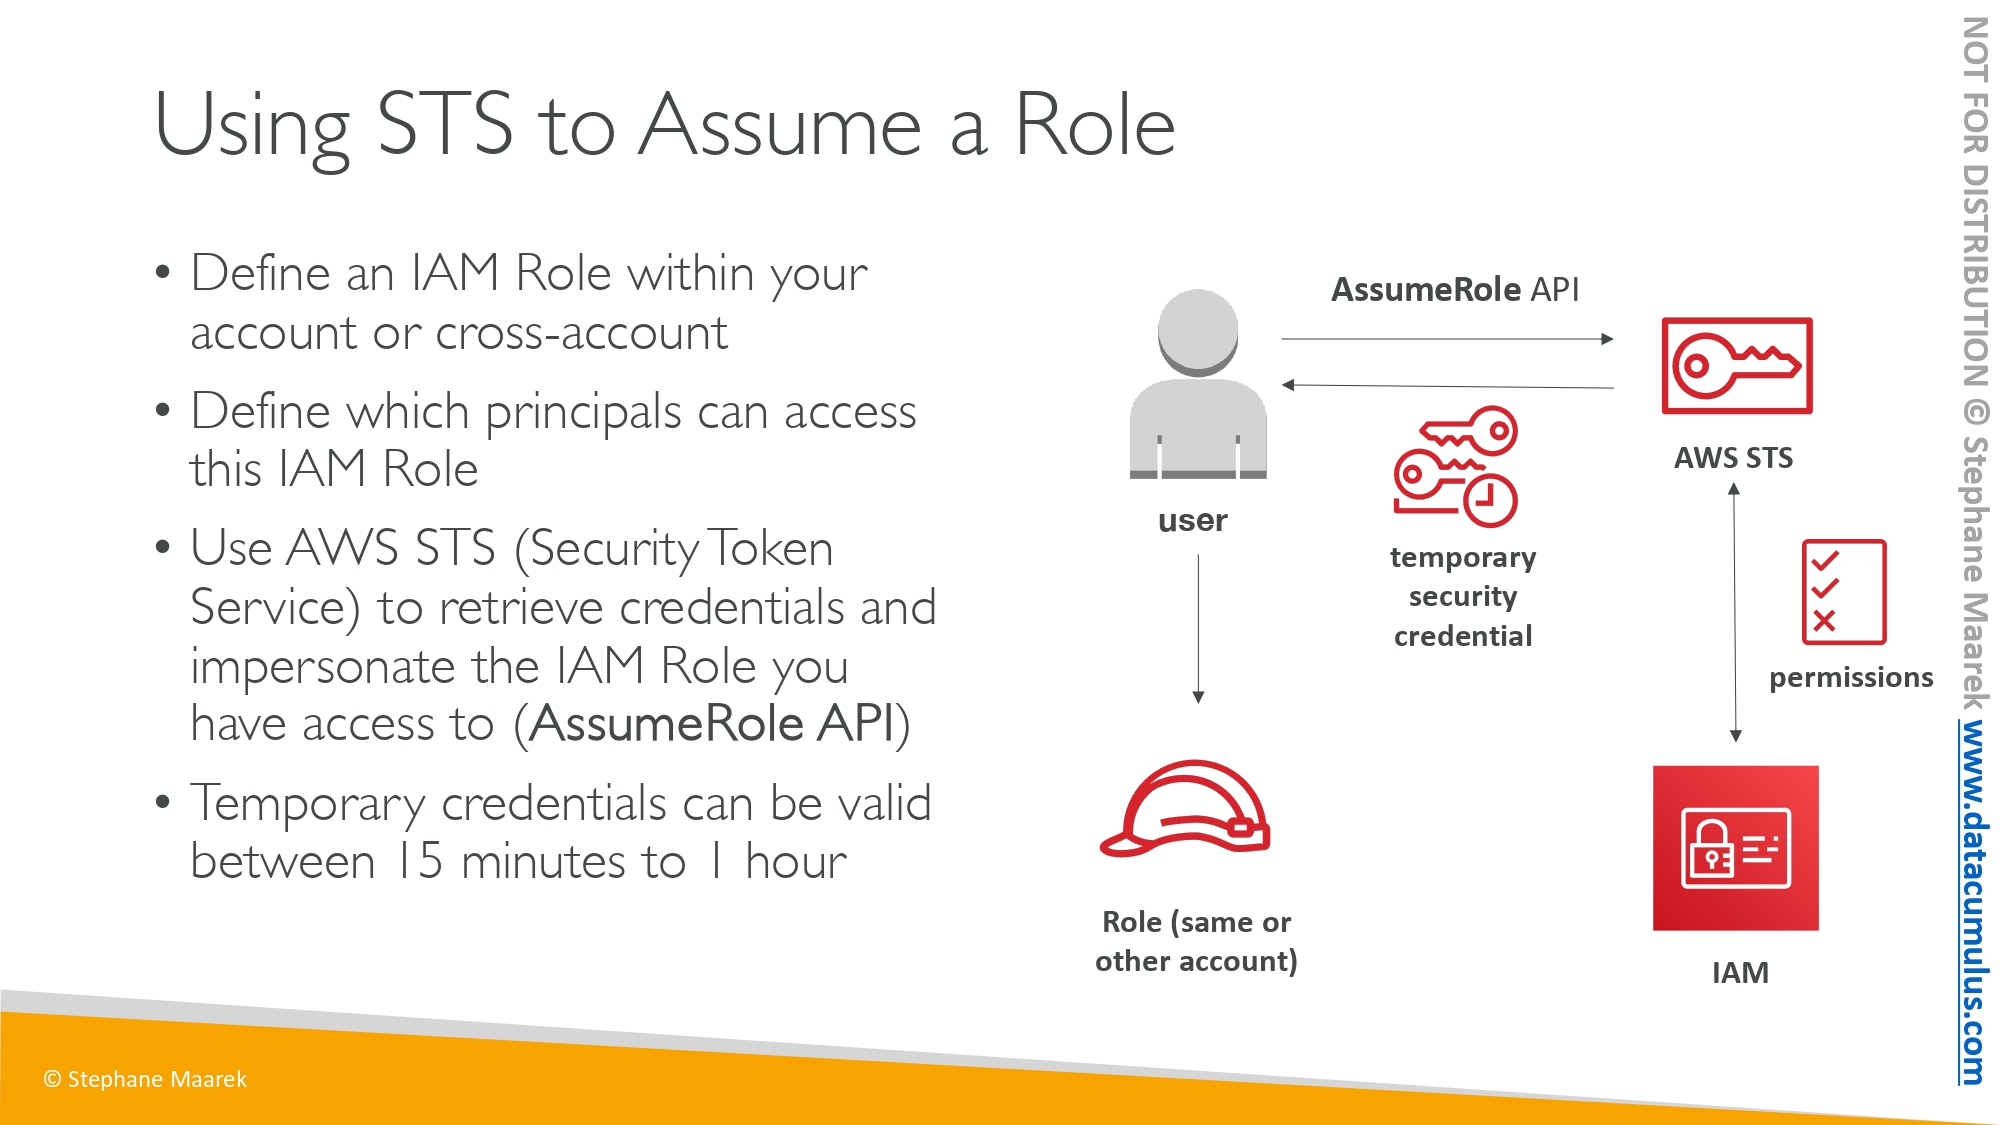 Using STS to Assume a Role
• Define an IAM Role within your
account or cross-account
• Define which principals can access
this IAM Role
• Use AWS STS (Security Token
Service) to retrieve credentials and
impersonate the IAM Role you
have access to (AssumeRole API)
• Temporary credentials can be valid
between 15 minutes to 1 hour
AssumeRole API
user
AWS STS
temporary
security
credential
permissions
Role (same or
other account)
IAM
© Stephane Maarek
NOT FOR DISTRIBUTION © Stephane Maarek www.datacumulus.com